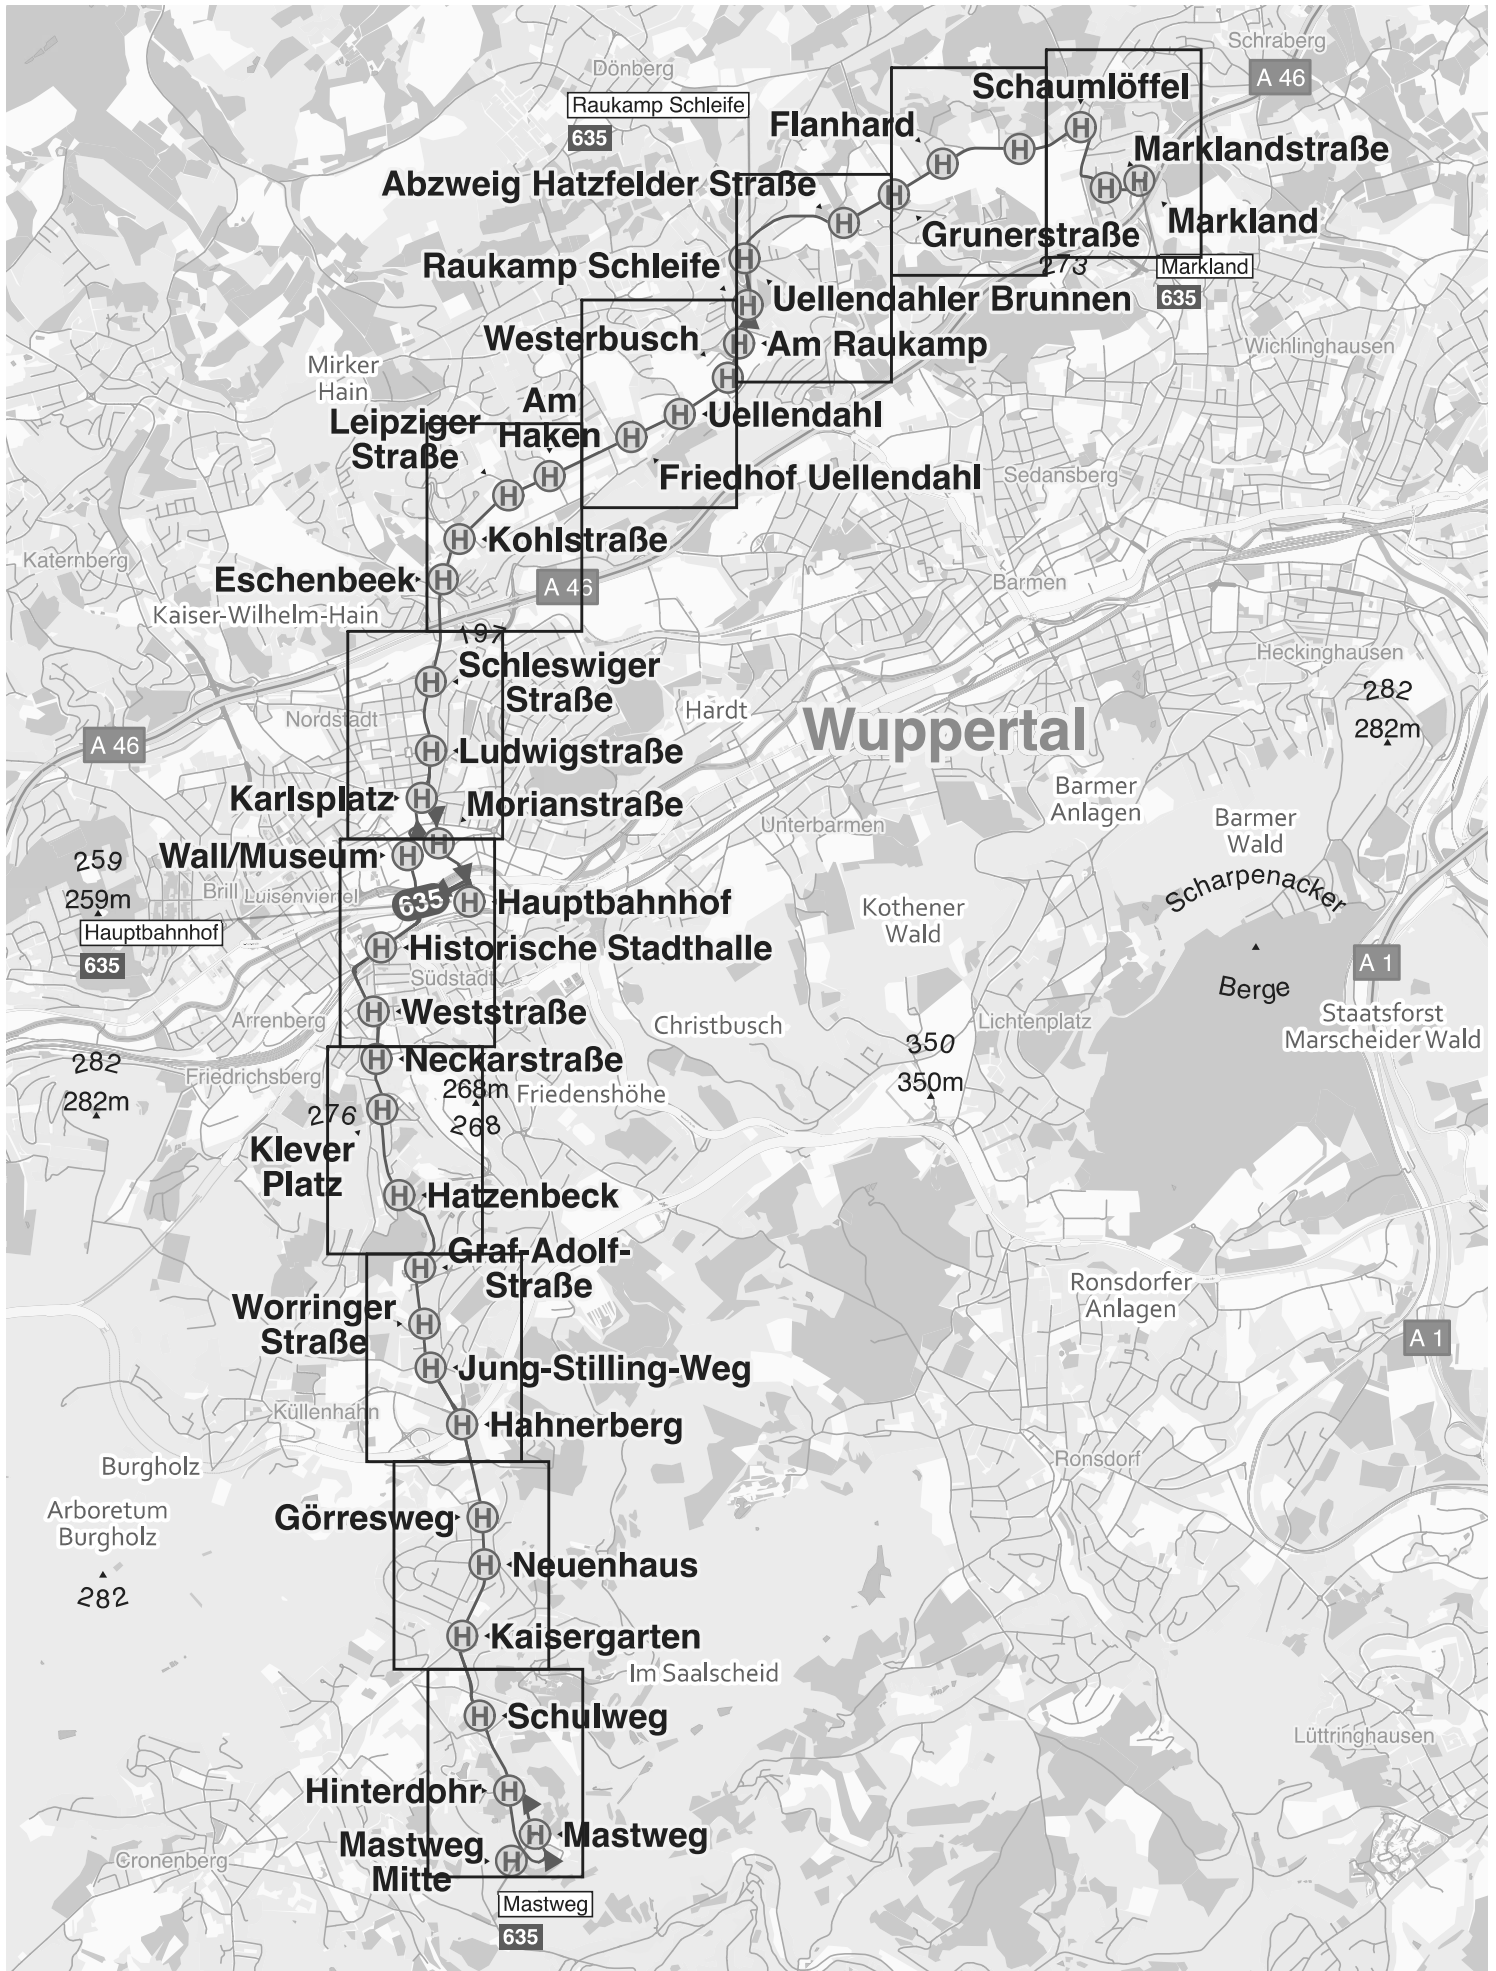 Schraberg
A 46
Dönberg
Schaumlöffel
Raukamp Schleife
635
Flanhard
Marklandstraße
Abzweig Hatzfelder Straße
Markland
Grunerstraße
Raukamp Schleife
273
Markland
635
Uellendahler Brunnen
Westerbusch
Am Raukamp
Wichlinghausen
Mirker
Hain
Am
Haken
Leipziger
Straße
Uellendahl
Friedhof Uellendahl
Sedansberg
Kohlstraße
Katernberg
Eschenbeek
A 46
Barmen
Kaiser-Wilhelm-Hain
197
Schleswiger
Straße
Heckinghausen
282
282m
Nordstadt
Hardt
Wuppertal
A 46
Ludwigstraße
Karlsplatz
Morianstraße
Barmer
Anlagen
Barmer
Wald
Unterbarmen
Wall/Museum
259
259m
Brill
Luisenviertel
635
Hauptbahnhof
Scharpenacker
Berge
Kothener
Wald
Hauptbahnhof
635
Historische Stadthalle
A 1
Südstadt
Weststraße
Arrenberg
Christbusch
Lichtenplatz
Staatsforst
Marscheider Wald
350
350m
Neckarstraße
282
282m
Friedrichsberg
268m
268
Friedenshöhe
276
Klever
Platz
Hatzenbeck
Graf-Adolf-
Straße
Ronsdorfer
Anlagen
Worringer
Straße
A 1
Jung-Stilling-Weg
Küllenhahn
Hahnerberg
Burgholz
Ronsdorf
Arboretum
Burgholz
282
Görresweg
Neuenhaus
Kaisergarten
Im Saalscheid
Schulweg
Lüttringhausen
Hinterdohr
Mastweg
Mastweg
Mitte
Cronenberg
Mastweg
635